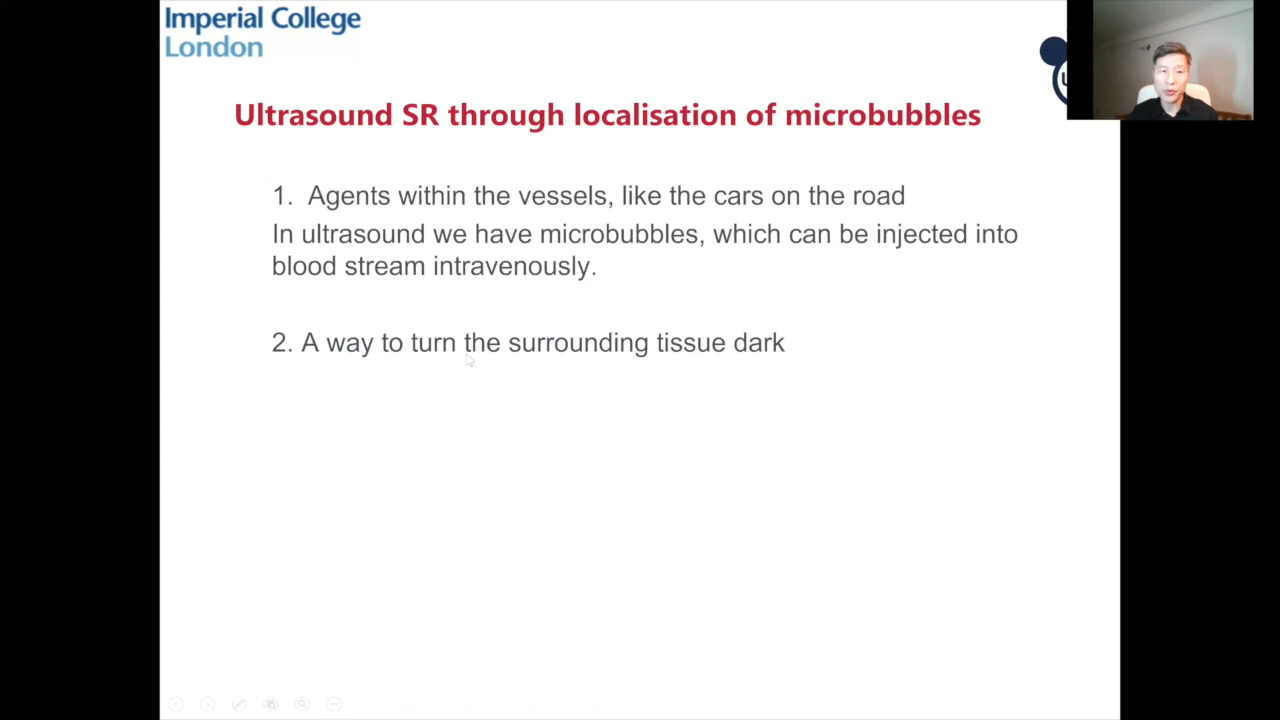 Imperial College
London
Ultrasound SR through localisation of microbubbles
1. Agents within the vessels, like the cars on the road
In ultrasound we have microbubbles, which can be injected into
blood stream intravenously.
2. A way to turn the surrounding tissue dark